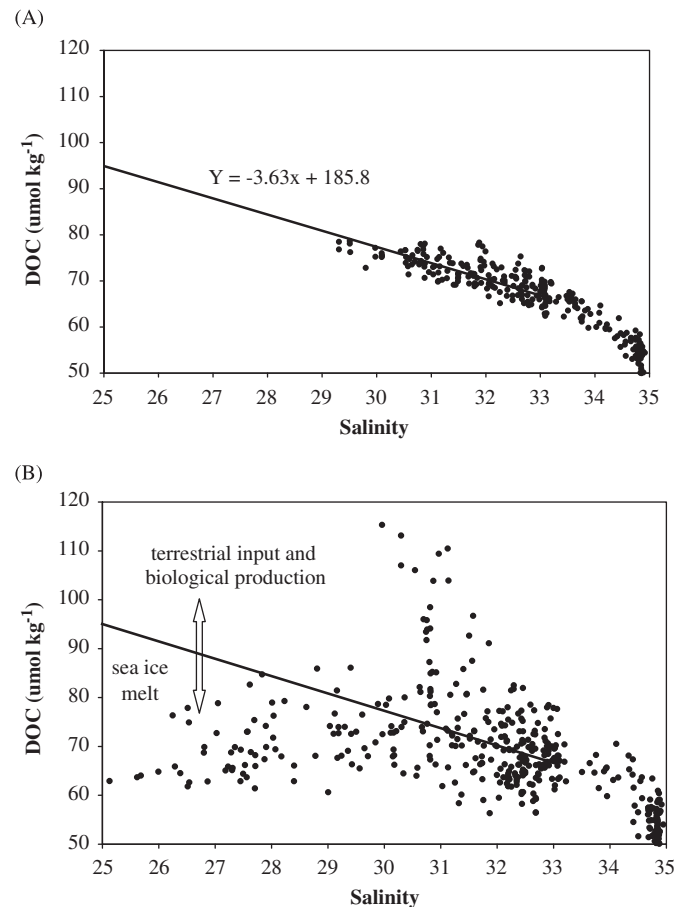 (A)
120
110
100
90
80
70
60
50
DOC (umol kg-1)
Y = -3.63x + 185.8
25 26 27 28 29 30 31 32 33 34 35
Salinity
(B)
120
110
100
90
80
70
60
50
DOC (umol kg-1)
terrestrial input and
biological production
sea ice
melt
25 26 27 28 29 30 31 32 33 34 35
Salinity